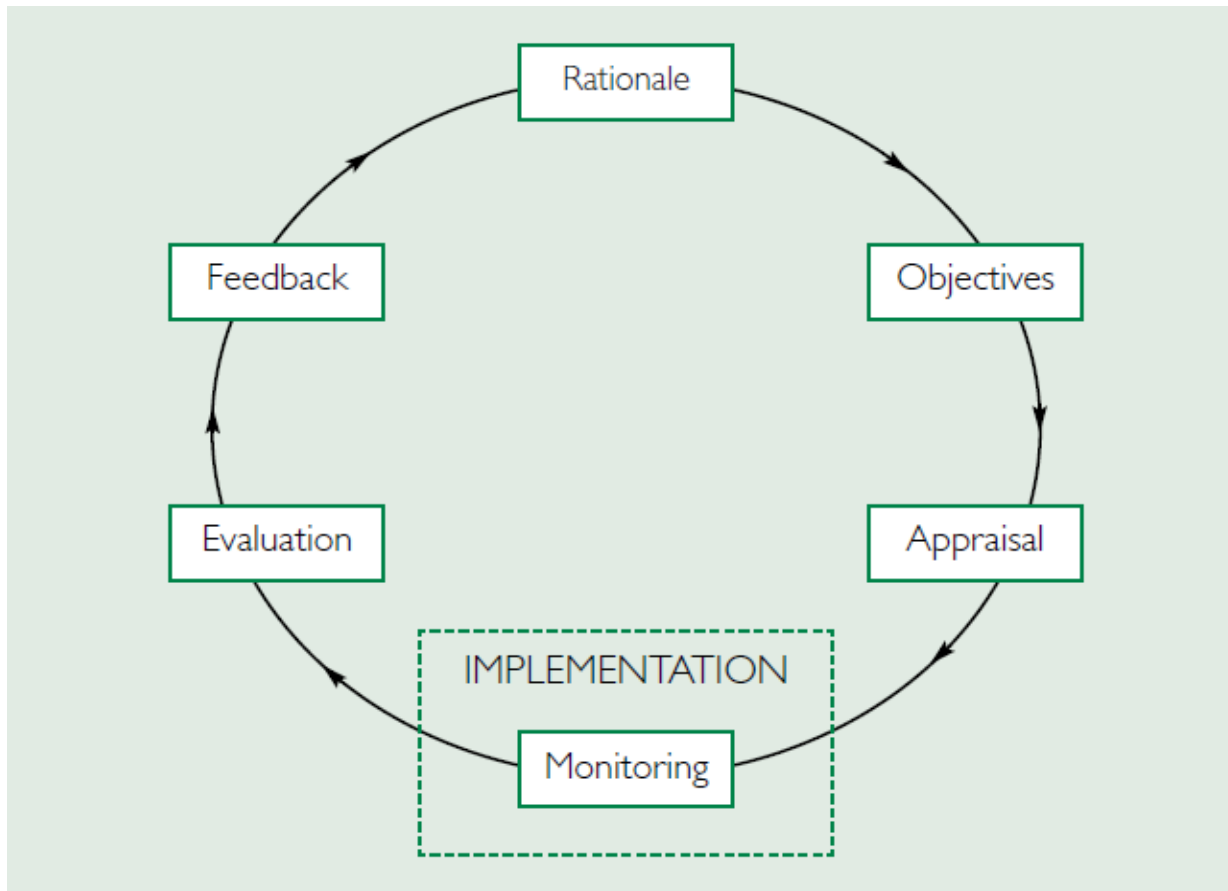 Rationale
Objectives
Appraisal
IMPLEMENTATION
Monitoring
Evaluation
Feedback